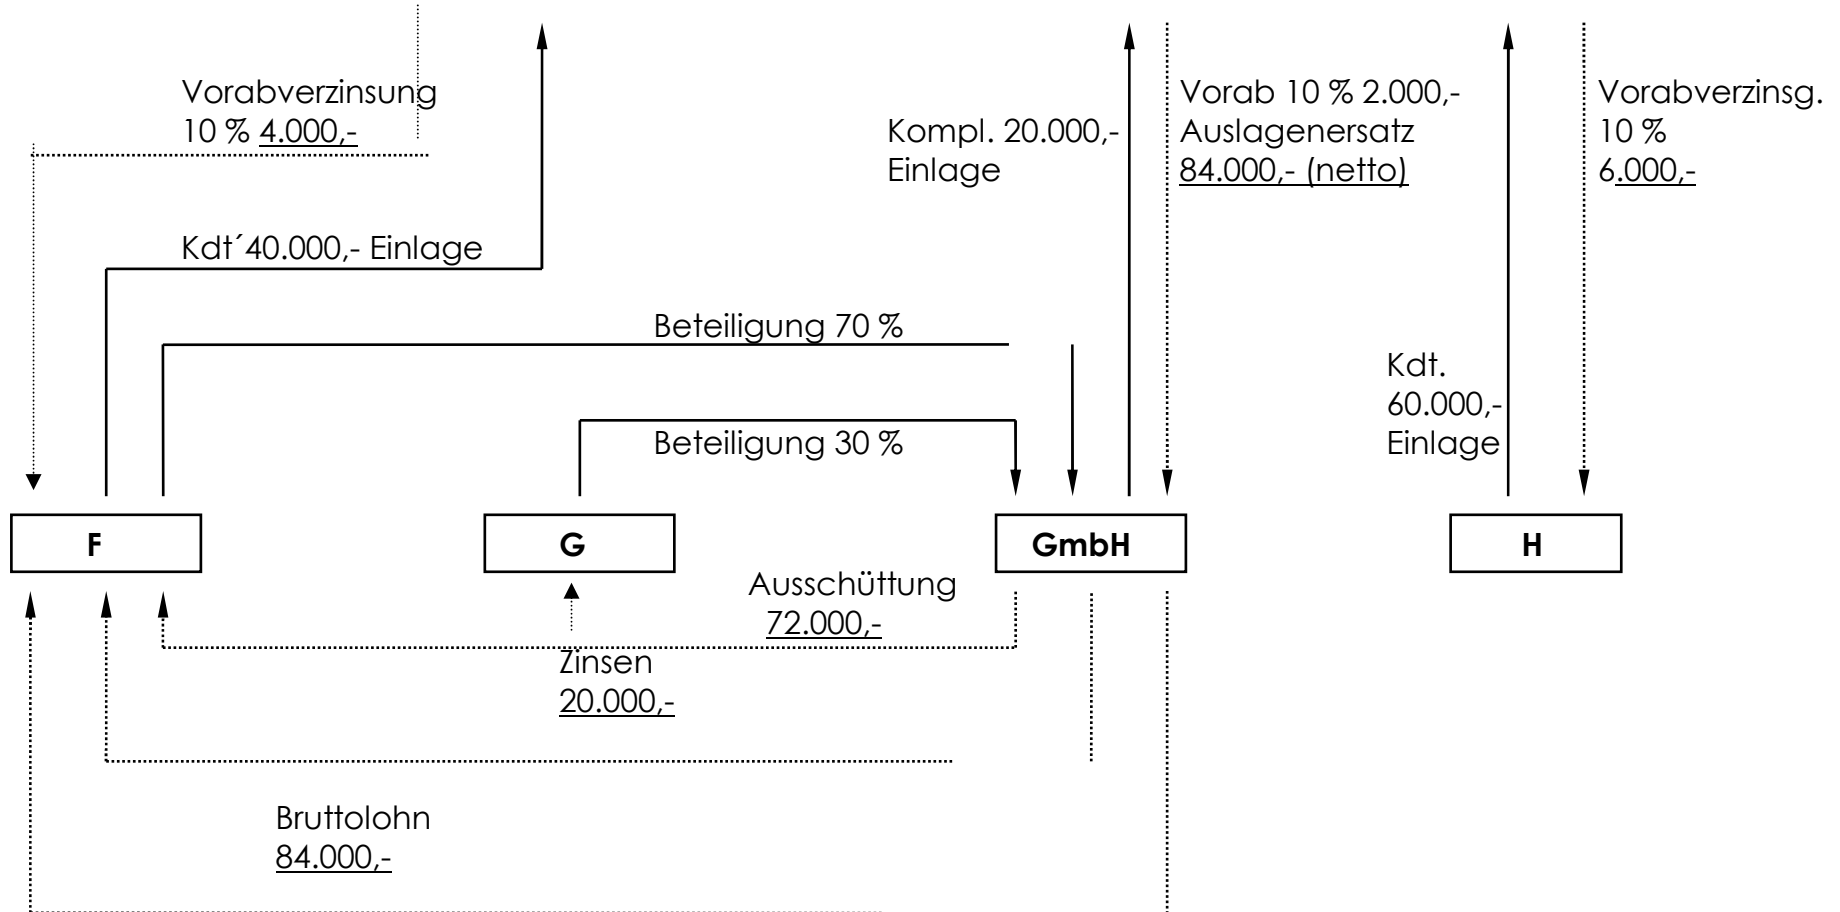 Vorabverzinsung
10 % 4.000,-
Kompl. 20.000,-
Einlage
Vorab 10 % 2.000,-
Auslagenersatz
84.000,- (netto)
Vorabverzinsg.
10 %
6.000,-
Kdt´40.000,- Einlage
Beteiligung 70 %
Kdt.
60.000,-
Einlage
Beteiligung 30 %
F
G
GmbH
H
Ausschüttung
72.000,-
Zinsen
20.000,-
Bruttolohn
84.000,-